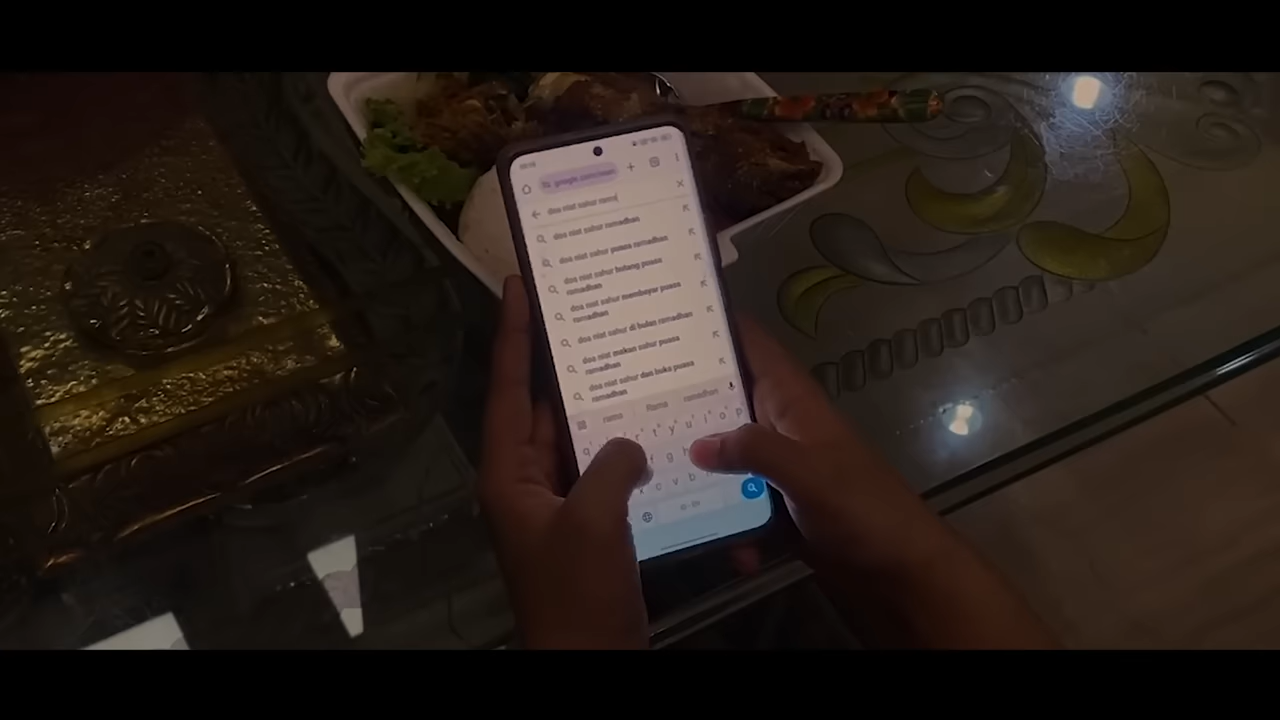 google.com/sear
doa niat sahur rama
doa niat sahur ramadhan
doa niat sahur puasa ramadhan
doa niat sahur hutang puasa
ramadhan
doa niat sahur membayar puasa
ramadhan
doa niat sahur di bulan ramadhan
doa niat makan sahur puasa
ramadhan
doa niat sahur dan buka puasa
ramadhan
rama Rama ramadhan
q r t y u i o p
g h
x c v b